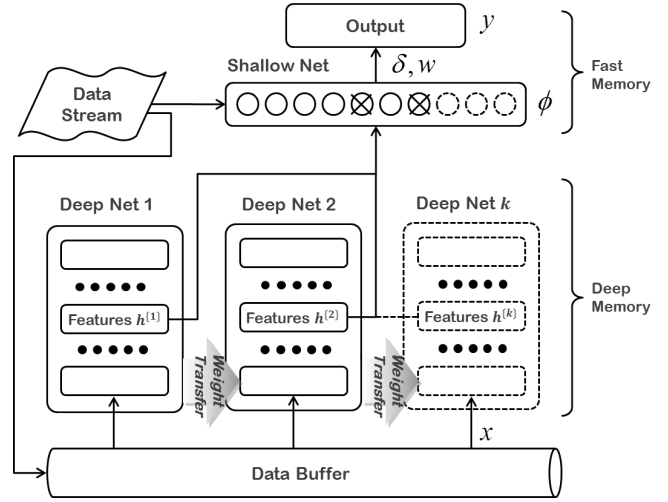 Output
y
δ, w
Shallow Net
Fast
Memory
Data
Stream
ϕ
Deep Net 1
Deep Net 2
Deep Net k
Features h^{1}
Features h^{2}
Features h^{k}
Deep
Memory
Weight
Transfer
Weight
Transfer
x
Data Buffer